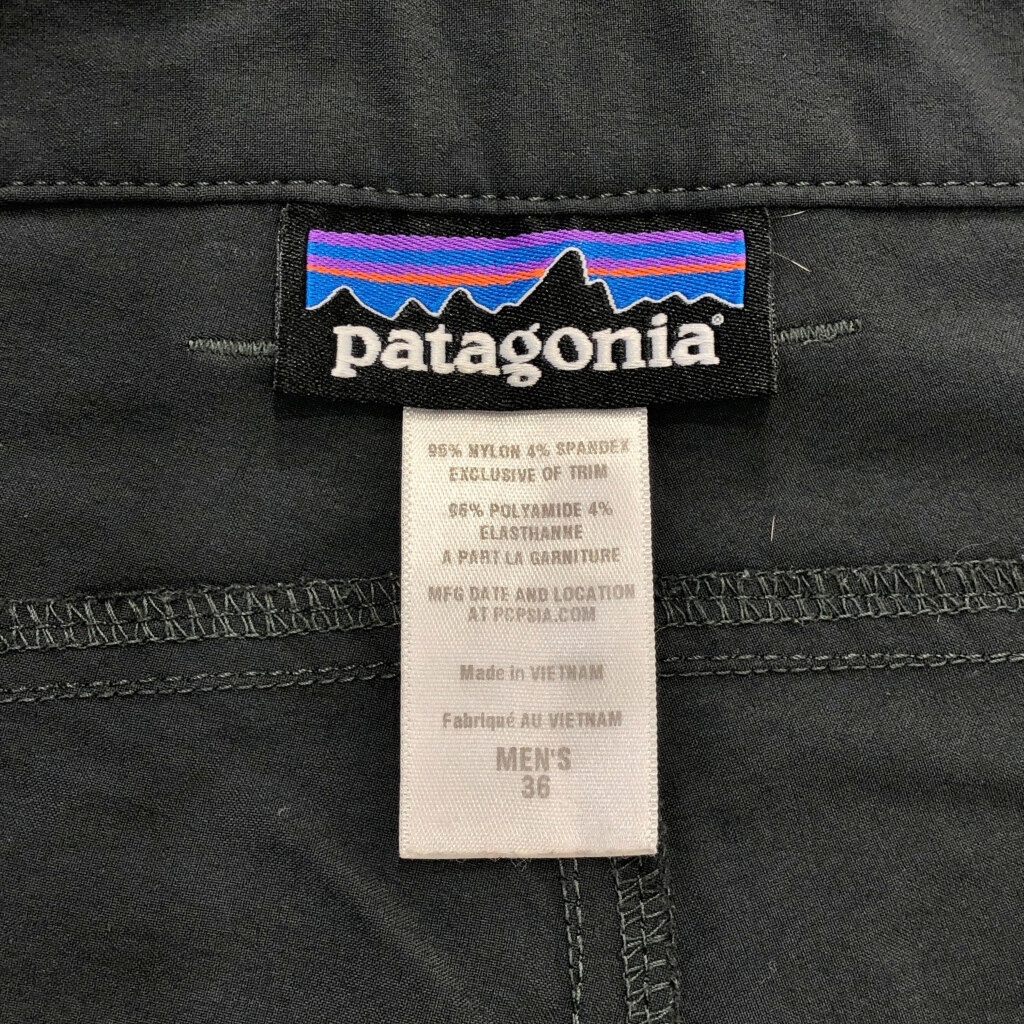 patagonia®
96% NYLON 4% SPANDEX
EXCLUSIVE OF TRIM
96% POLYAMIDE 4%
ELASTHANNE
A PART LA GARNITURE
MFG DATE AND LOCATION
AT PCPSIA.COM
Made in VIETNAM
Fabriqué AU VIETNAM
MEN'S
36